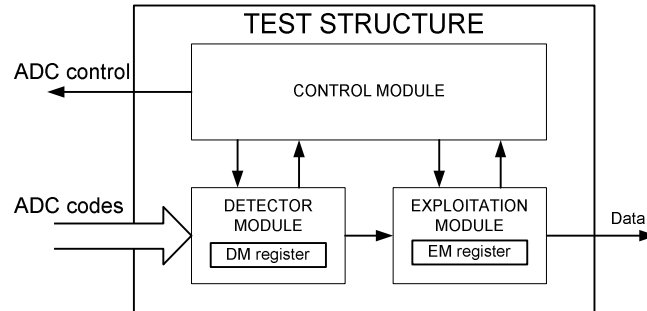 TEST STRUCTURE
ADC control
CONTROL MODULE
ADC codes
DETECTOR
MODULE
DM register
EXPLOITATION
MODULE
EM register
Data